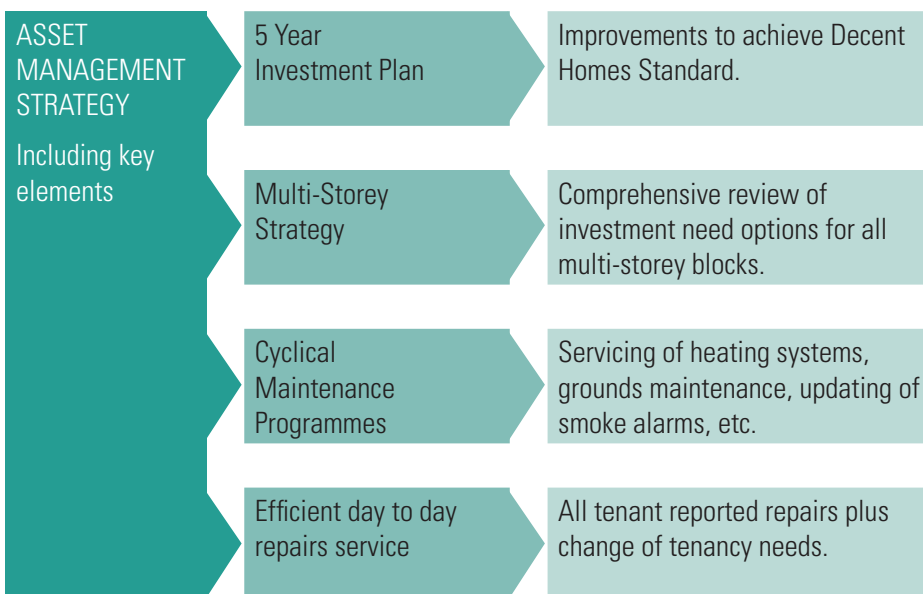 ASSET
MANAGEMENT
STRATEGY
Including key
elements
5 Year
Investment Plan
Improvements to achieve Decent
Homes Standard.
Multi-Storey
Strategy
Comprehensive review of
investment need options for all
multi-storey blocks.
Cyclical
Maintenance
Programmes
Servicing of heating systems,
grounds maintenance, updating of
smoke alarms, etc.
Efficient day to day
repairs service
All tenant reported repairs plus
change of tenancy needs.